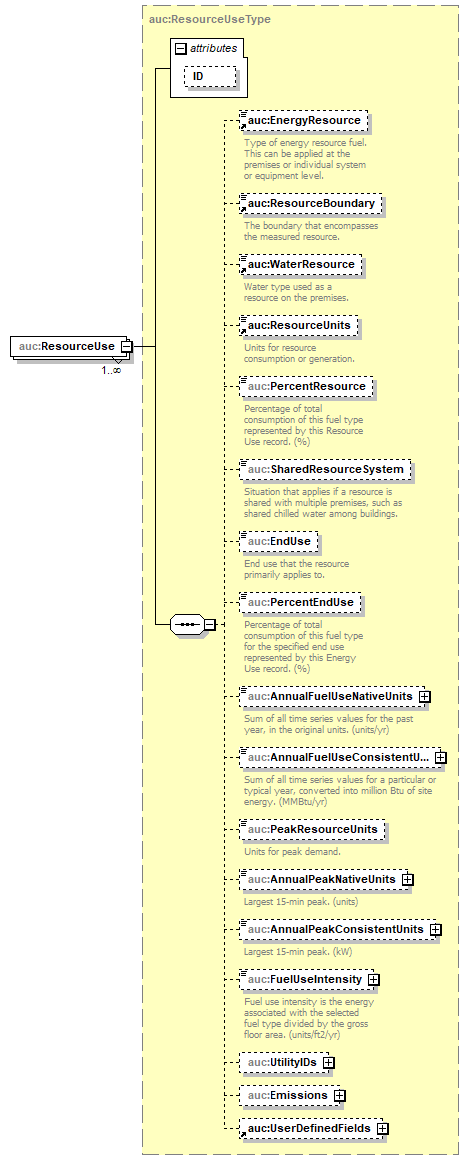 auc:ResourceUseType
attributes
ID
auc:EnergyResource
Type of energy resource fuel.
This can be applied at the
premises or individual system
or equipment level.
auc:ResourceBoundary
The boundary that encompasses
the measured resource.
auc:WaterResource
Water type used as a
resource on the premises.
auc:ResourceUnits
Units for resource
consumption or generation.
auc:ResourceUse
1..∞
auc:PercentResource
Percentage of total
consumption of this fuel type
represented by this Resource
Use record. (%)
auc:SharedResourceSystem
Situation that applies if a resource is
shared with multiple premises, such as
shared chilled water among buildings.
auc:EndUse
End use that the resource
primarily applies to.
auc:PercentEndUse
Percentage of total
consumption of this fuel type
for the specified end use
represented by this Energy
Use record. (%)
auc:AnnualFuelUseNativeUnits
Sum of all time series values for the past
year, in the original units. (units/yr)
auc:AnnualFuelUseConsistentU...
Sum of all time series values for a particular or
typical year, converted into million Btu of site
energy. (MMBtu/yr)
auc:PeakResourceUnits
Units for peak demand.
auc:AnnualPeakNativeUnits
Largest 15-min peak. (units)
auc:AnnualPeakConsistentUnits
Largest 15-min peak. (kW)
auc:FuelUseIntensity
Fuel use intensity is the energy
associated with the selected
fuel type divided by the gross
floor area. (units/ft2/yr)
auc:UtilityIDs
auc:Emissions
auc:UserDefinedFields